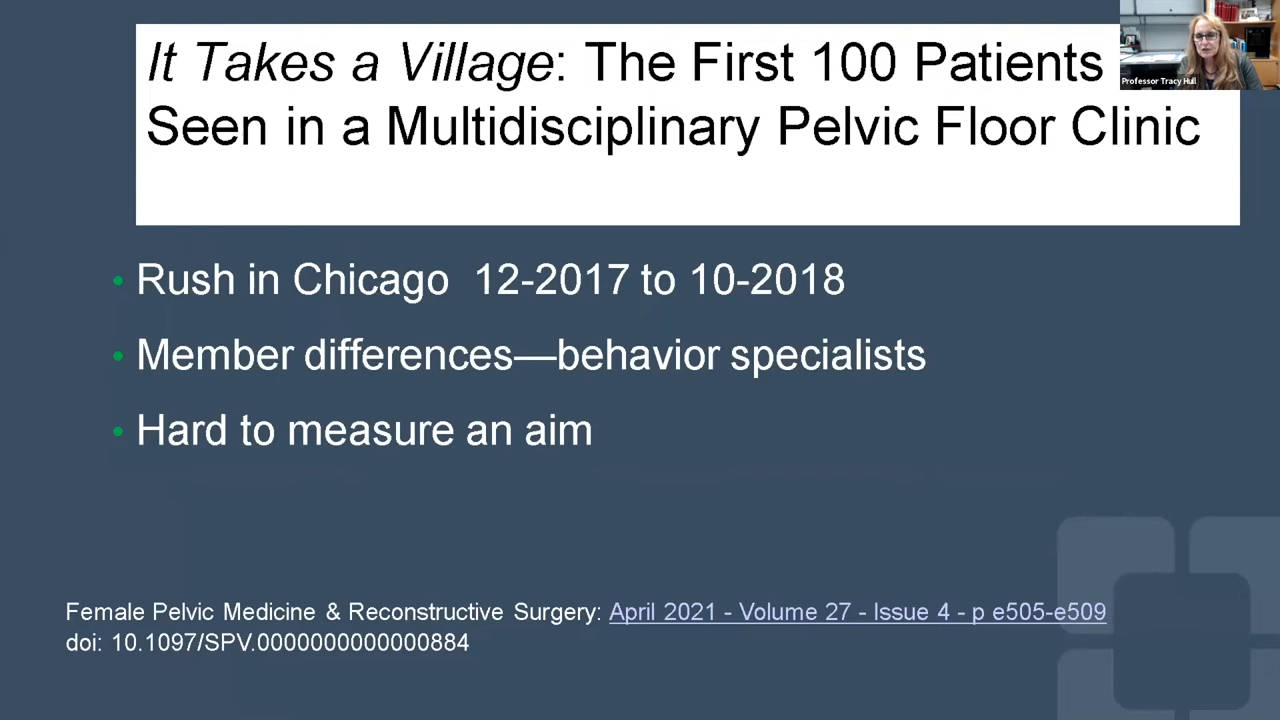 It Takes a Village: The First 100 Patients
Seen in a Multidisciplinary Pelvic Floor Clinic
Professor Tracy Hull
• Rush in Chicago 12-2017 to 10-2018
• Member differences—behavior specialists
• Hard to measure an aim
Female Pelvic Medicine & Reconstructive Surgery: April 2021 - Volume 27 - Issue 4 - p e505-e509
doi: 10.1097/SPV.0000000000000884